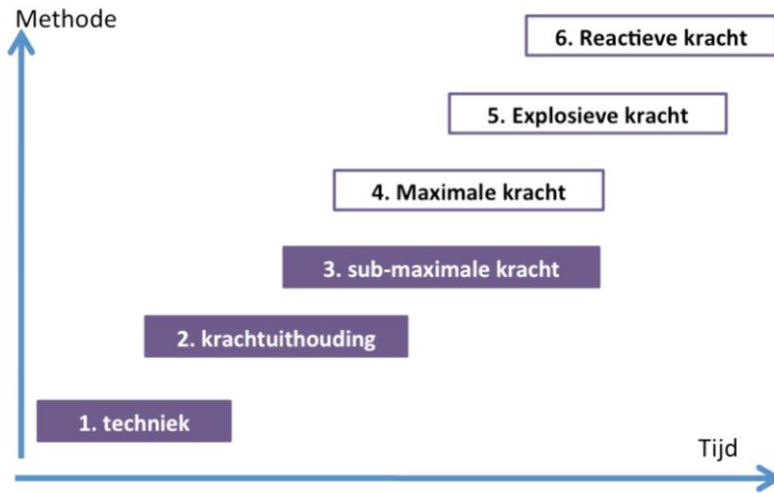 Methode
6. Reactieve kracht
5. Explosieve kracht
4. Maximale kracht
3. sub-maximale kracht
2. krachtuithouding
1. techniek
Tijd